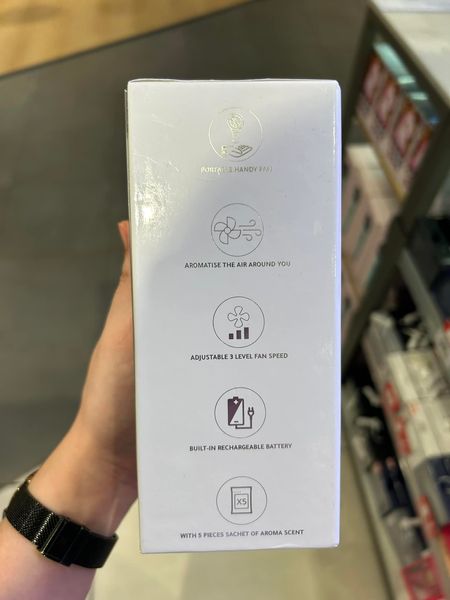 PORTABLE HANDY FAN
AROMATISE THE AIR AROUND YOU
ADJUSTABLE 3 LEVEL FAN SPEED
BUILT-IN RECHARGEABLE BATTERY
X5
WITH 5 PIECES SACHET OF AROMA SCENT